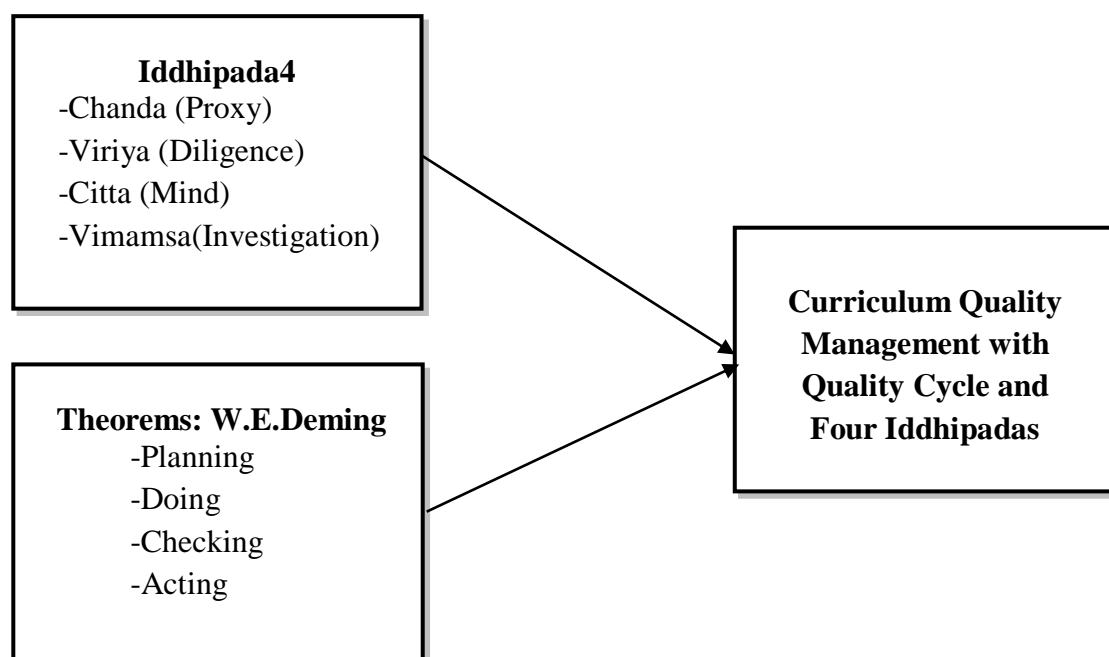 Iddhipada4
-Chanda (Proxy)
-Viriya (Diligence)
-Citta (Mind)
-Vimamsa(Investigation)
Theorems: W.E.Deming
-Planning
-Doing
-Checking
-Acting
Curriculum Quality
Management with
Quality Cycle and
Four Iddhipadas